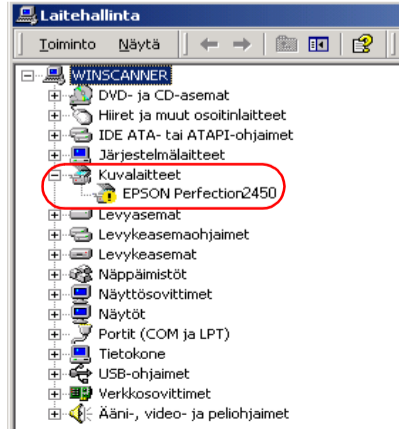 Laitehallinta
Toiminto Näytä
WINSCANNER
DVD- ja CD-asemat
Hiiret ja muut osoitinlaitteet
IDE ATA- tai ATAPI-ohjaimet
Järjestelmälaitteet
Kuvalaitteet
EPSON Perfection2450
Levyasemat
Levykeasemaohjaimet
Levykeasemat
Näppäimistöt
Näyttösovittimet
Näytöt
Portit (COM ja LPT)
Tietokone
USB-ohjaimet
Verkkosovittimet
Ääni-, video- ja peliohjaimet